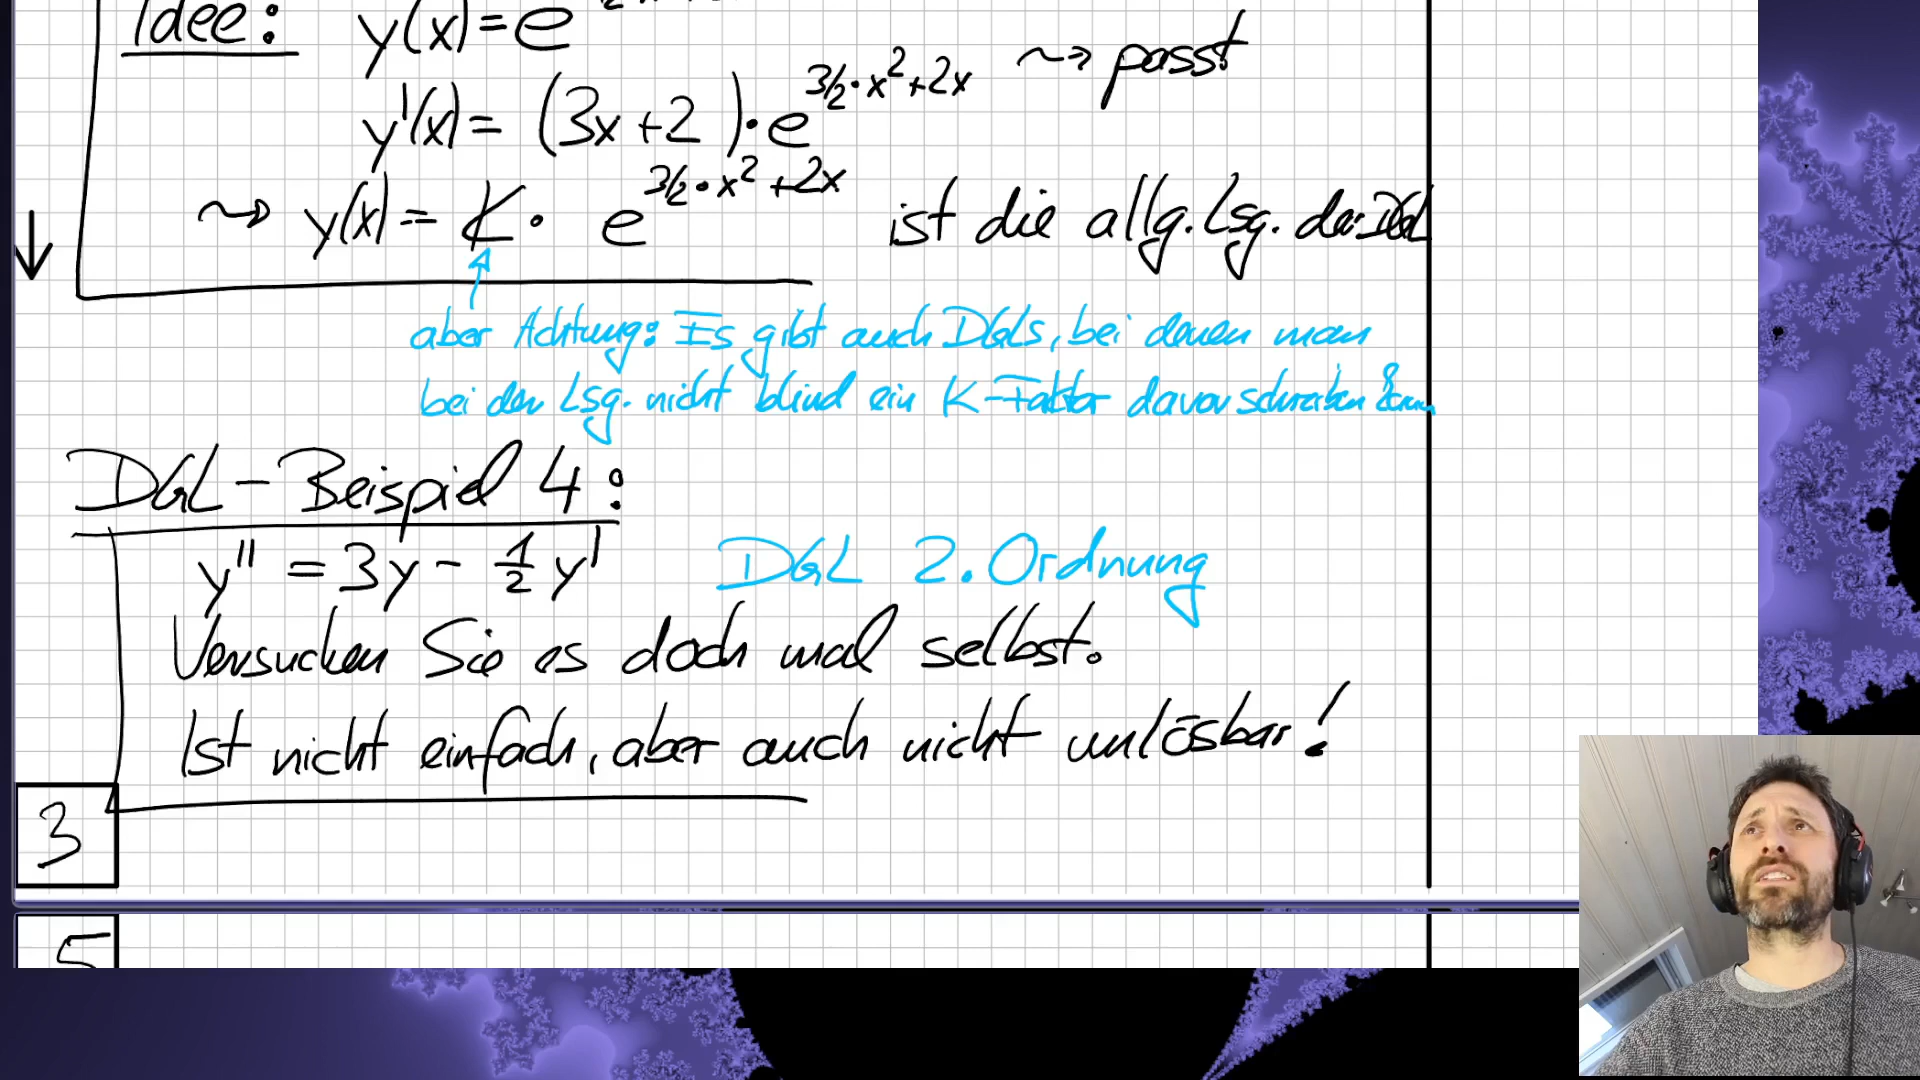 Idee: y(x)=e
y'(x) = (3x+2)·e^{3/2·x²+2x} ⇝ passt
⇝ y(x) = K· e^{3/2·x²+2x} ist die allg. Lsg. der DGL
aber Achtung: Es gibt auch DGLs, bei denen man
bei der Lsg. nicht blind ein K-Faktor davor schreiben kann
DGL-Beispiel 4:
y'' = 3y - 1/2 y' DGL 2. Ordnung
Versuchen Sie es doch mal selbst.
Ist nicht einfach, aber auch nicht unlösbar!
3
5